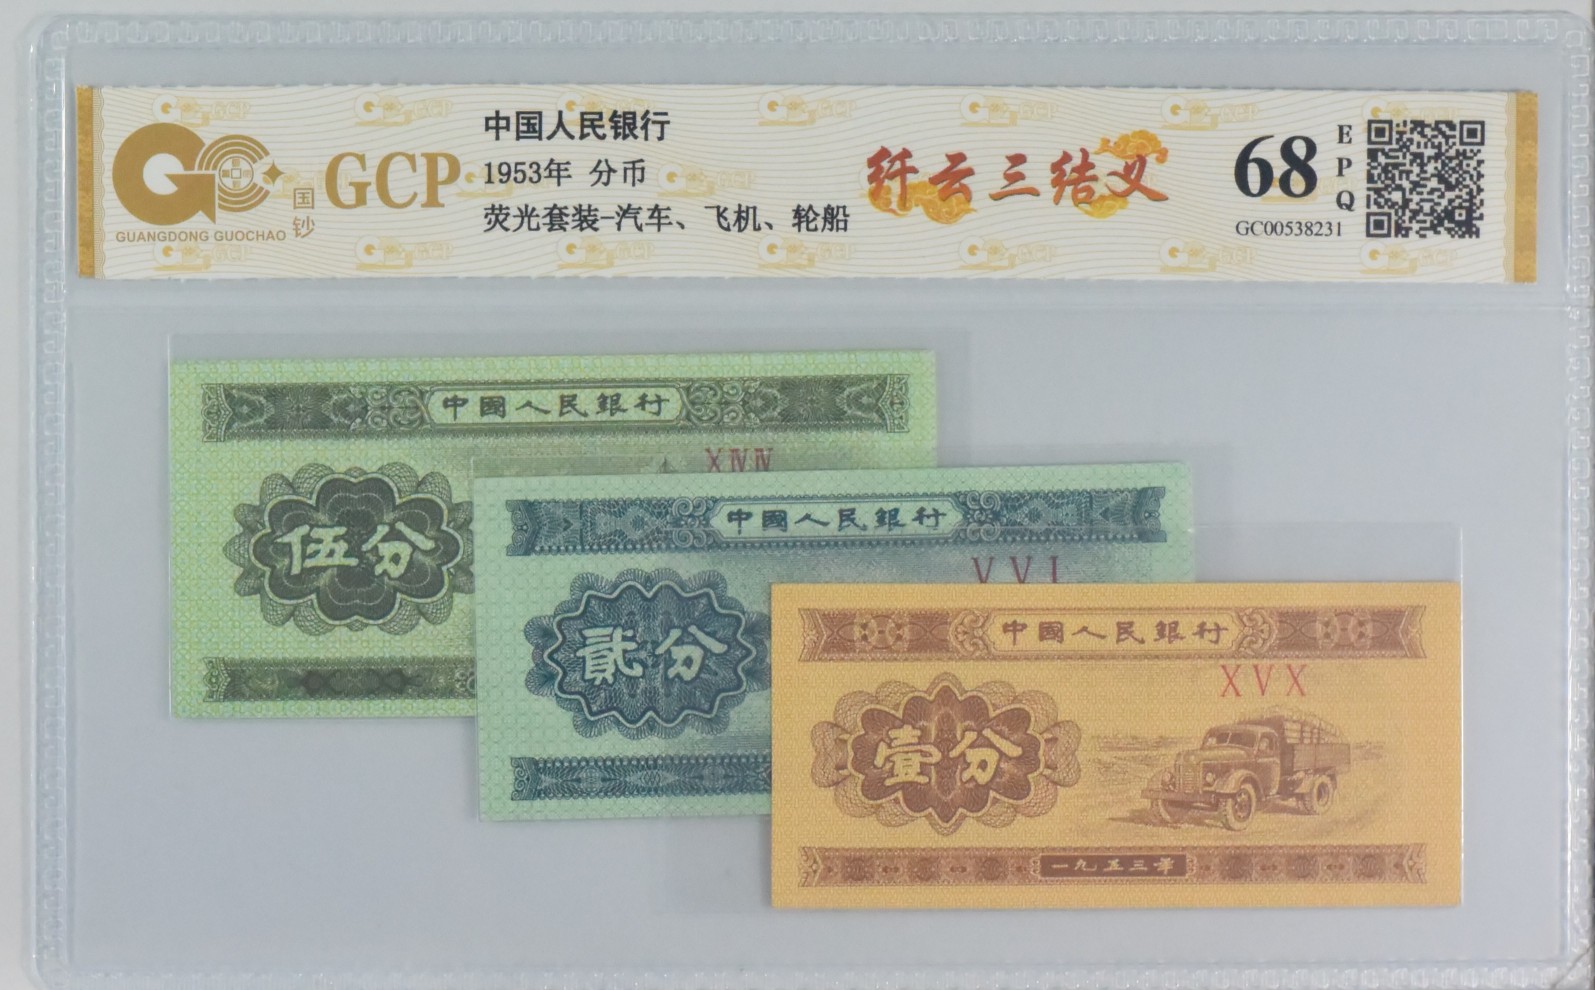 中国人民银行
1953年 分币
荧光套装-汽车、飞机、轮船
GCP
国钞
GUANGDONG GUOCHAO
纤云三结义
68
EPQ
GC00538231
中國人民銀行
XⅣⅣ
伍分
中國人民銀行
VVI
貳分
中國人民銀行
XVX
壹分
一九五三年